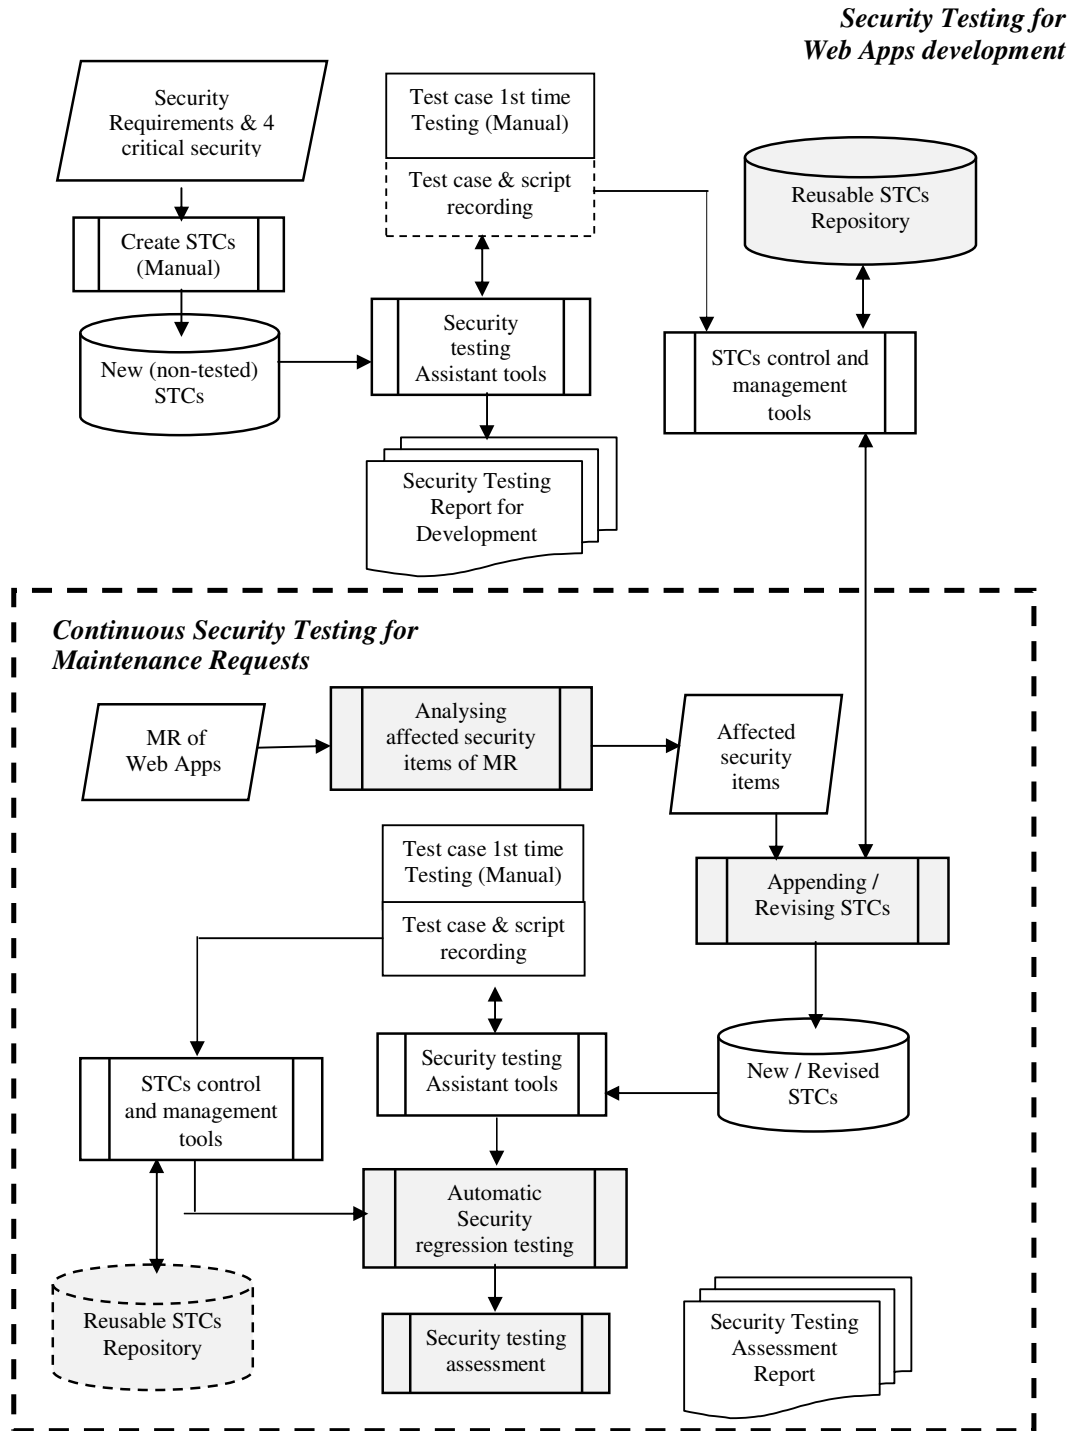 Security Testing for
Web Apps development
Security
Requirements & 4
critical security
Test case 1st time
Testing (Manual)
Test case & script
recording
Reusable STCs
Repository
Create STCs
(Manual)
New (non-tested)
STCs
Security
testing
Assistant tools
STCs control and
management
tools
Security Testing
Report for
Development
Continuous Security Testing for
Maintenance Requests
MR of
Web Apps
Analysing
affected security
items of MR
Affected
security
items
Test case 1st time
Testing (Manual)
Test case & script
recording
Appending /
Revising STCs
STCs control
and management
tools
Security testing
Assistant tools
New / Revised
STCs
Automatic
Security
regression testing
Reusable STCs
Repository
Security testing
assessment
Security Testing
Assessment
Report